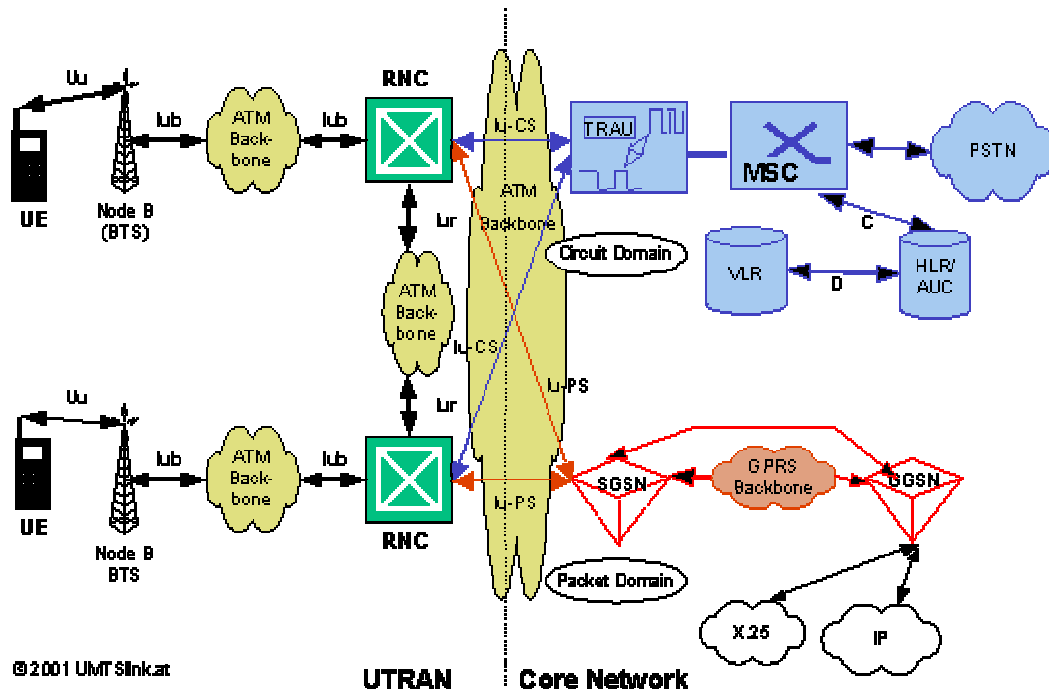 RNC
Uu
Iub
ATM
Back-
bone
Iub
Iu-CS
TRAU
MSC
PSTN
UE
Node B
(BTS)
Iur
ATM
Backbone
C
Circuit Domain
VLR
D
HLR/
AUC
ATM
Back-
bone
Iu-CS
Iu-PS
Uu
Iur
Iub
ATM
Back-
bone
Iub
Iu-PS
SGSN
GPRS
Backbone
GGSN
UE
Node B
BTS
RNC
Packet Domain
X.25
IP
© 2001 UMTSlink.at
UTRAN
Core Network